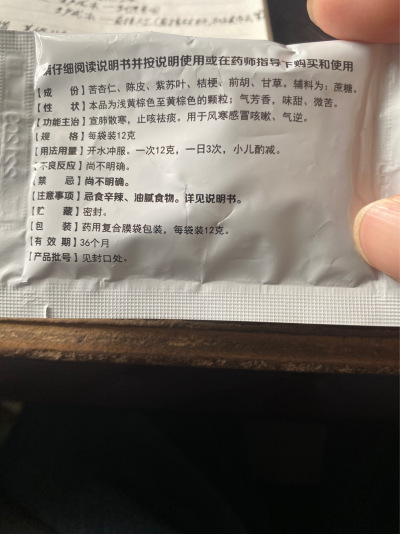 请仔细阅读说明书并按说明使用或在药师指导下购买和使用
【成 份】苦杏仁、陈皮、紫苏叶、桔梗、前胡、甘草。辅料为：蔗糖。
【性 状】本品为浅黄棕色至黄棕色的颗粒；气芳香，味甜、微苦。
【功能主治】宣肺散寒，止咳祛痰。用于风寒感冒咳嗽、气逆。
【规 格】每袋装12克
【用法用量】开水冲服。一次12克，一日3次，小儿酌减。
【不良反应】尚不明确。
【禁 忌】尚不明确。
【注意事项】忌食辛辣、油腻食物。详见说明书。
【贮 藏】密封。
【包 装】药用复合膜袋包装，每袋装12克。
【有 效 期】36个月
【产品批号】见封口处。